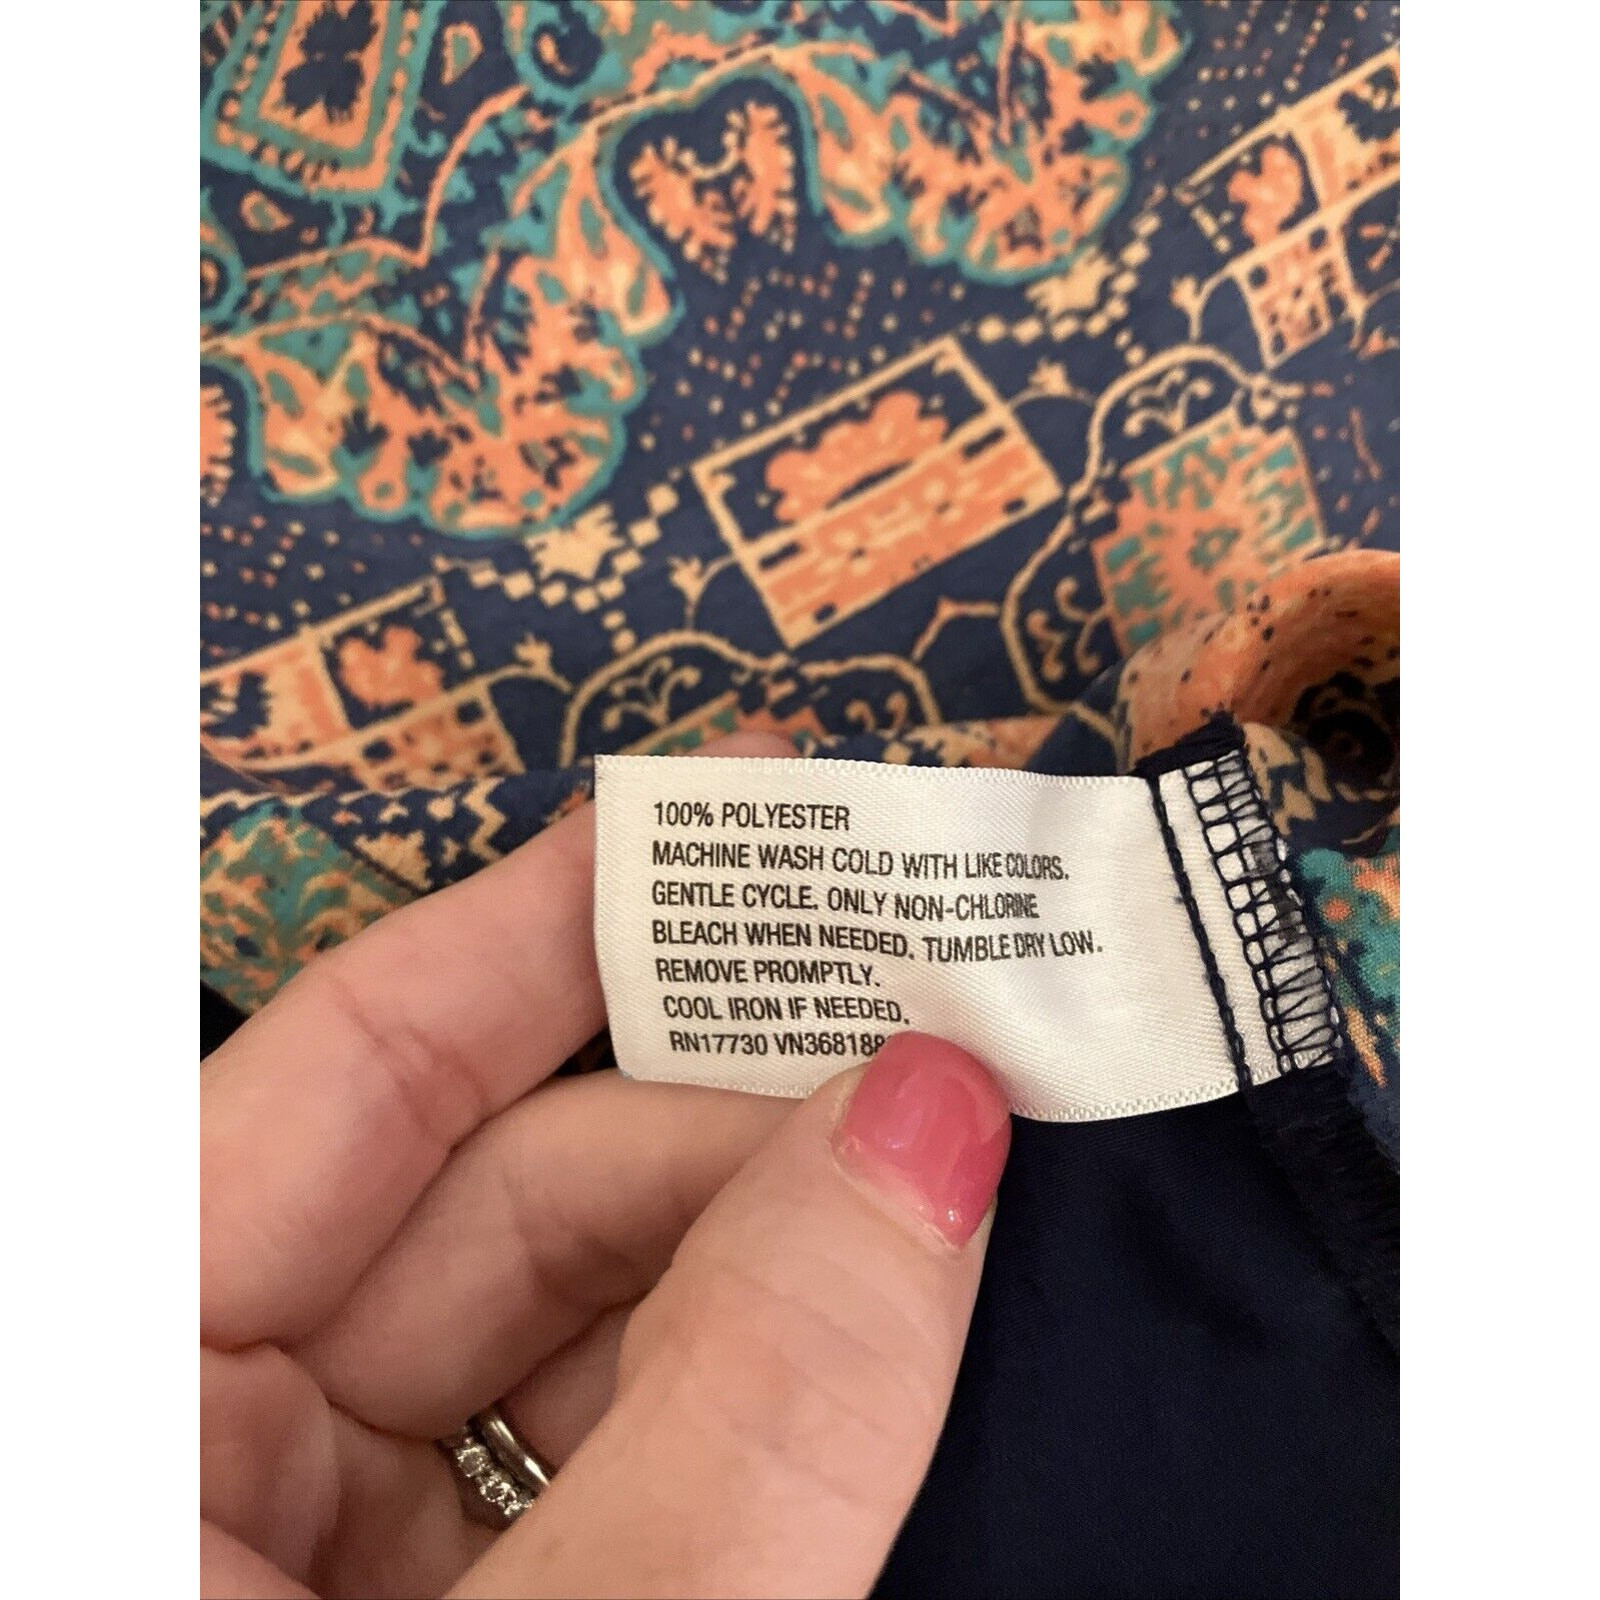 100% POLYESTER
MACHINE WASH COLD WITH LIKE COLORS.
GENTLE CYCLE. ONLY NON-CHLORINE
BLEACH WHEN NEEDED. TUMBLE DRY LOW.
REMOVE PROMPTLY.
COOL IRON IF NEEDED.
RN17730